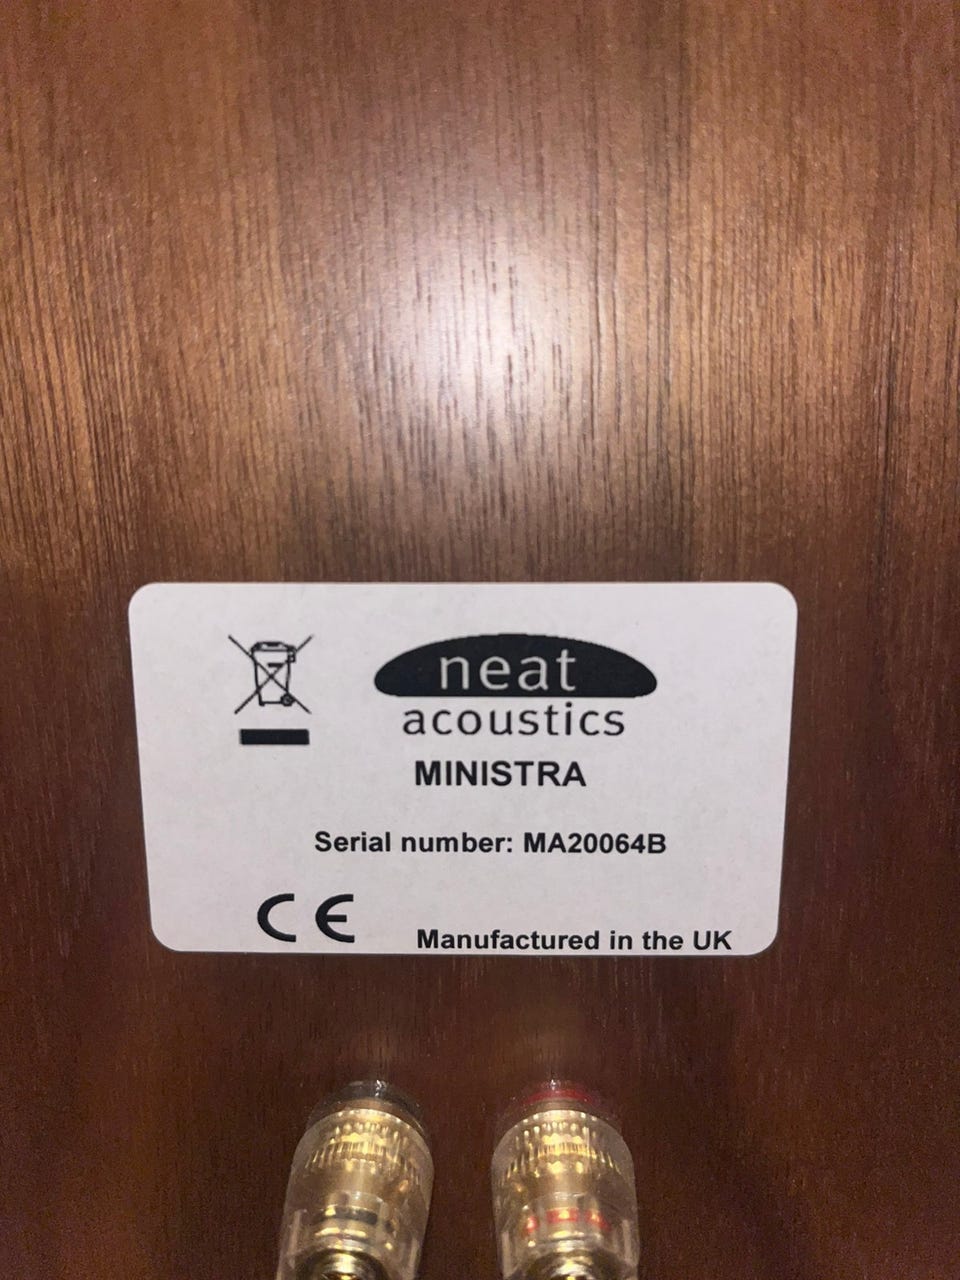 neat
acoustics
MINISTRA
Serial number: MA20064B
CE
Manufactured in the UK